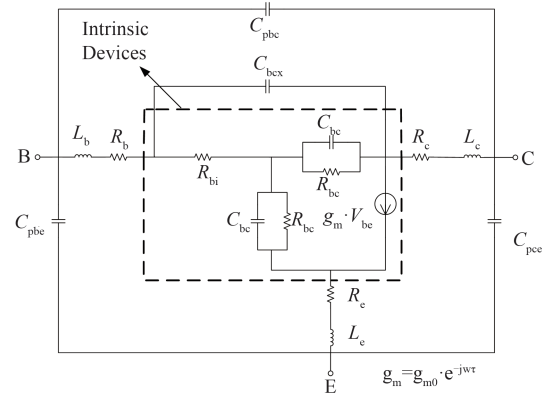 C_pbc
Intrinsic
Devices
C_bcx
C_bc
L_b
R_b
R_c
L_c
B
C
R_bi
R_bc
C_pbe
C_bc
R_bc
g_m·V_be
C_pce
R_e
L_e
E
g_m=g_m0·e^-jwτ